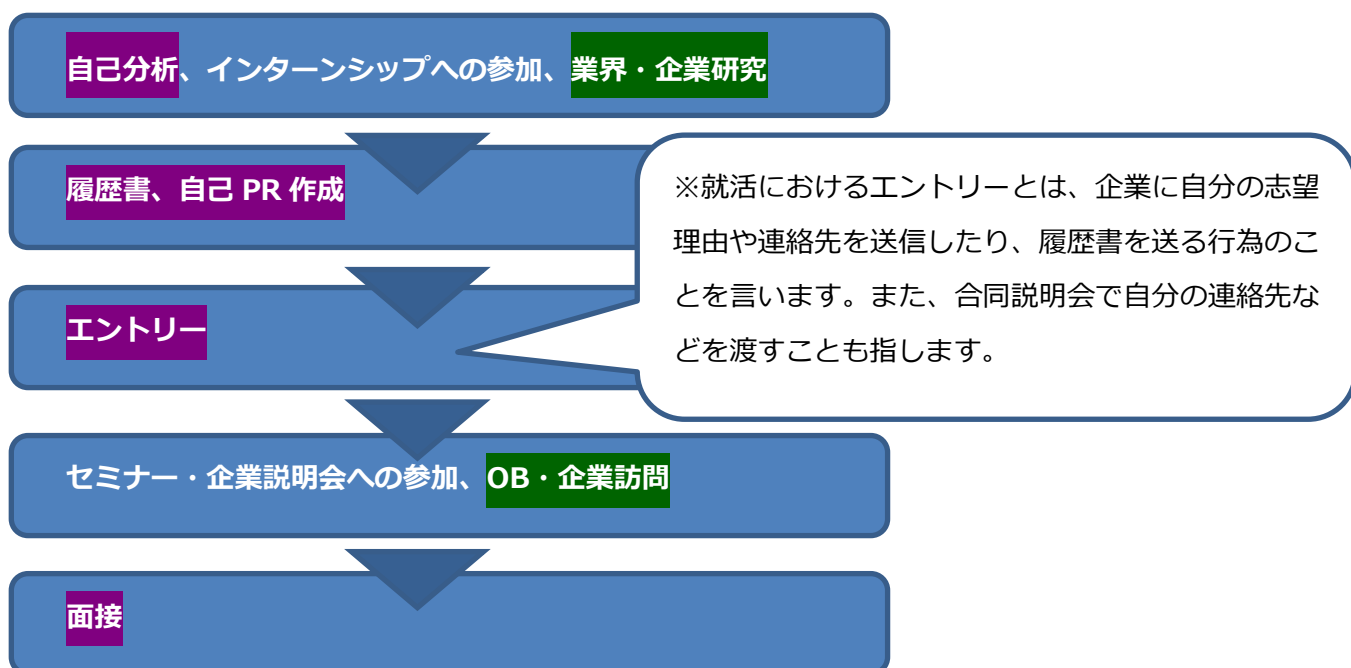 自己分析、インターンシップへの参加、業界・企業研究
履歴書、自己 PR 作成
※就活におけるエントリーとは、企業に自分の志望
理由や連絡先を送信したり、履歴書を送る行為のこ
とを言います。また、合同説明会で自分の連絡先な
どを渡すことも指します。
エントリー
セミナー・企業説明会への参加、OB・企業訪問
面接